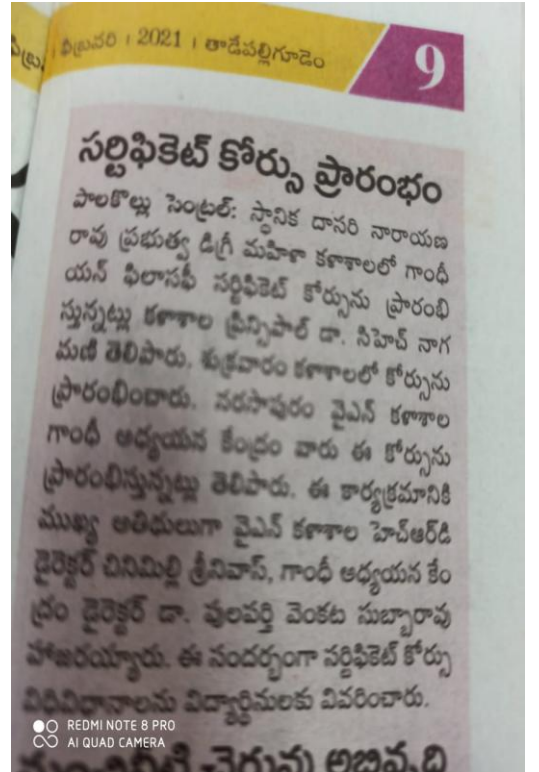 ఫిబ్రవరి । 2021 । తాడేపల్లిగూడెం
9
సర్టిఫికెట్ కోర్సు ప్రారంభం
పాలకొల్లు సెంట్రల్: స్థానిక దాసరి నారాయణ
రావు ప్రభుత్వ డిగ్రీ మహిళా కళాశాలలో గాంధీ
యన్ ఫిలాసఫీ సర్టిఫికెట్ కోర్సును ప్రారంభి
స్తున్నట్లు కళాశాల ప్రిన్సిపాల్ డా. సిహెచ్ నాగ
మణి తెలిపారు. శుక్రవారం కళాశాలలో కోర్సును
ప్రారంభించారు. నరసాపురం వైఎన్ కళాశాల
గాంధీ అధ్యయన కేంద్రం వారు ఈ కోర్సును
ప్రారంభిస్తున్నట్లు తెలిపారు. ఈ కార్యక్రమానికి
ముఖ్య అతిథులుగా వైఎన్ కళాశాల హెచ్ఆర్‌డి
డైరెక్టర్ చినిమిల్లి శ్రీనివాస్, గాంధీ అధ్యయన కేం
ద్రం డైరెక్టర్ డా. పులవర్తి వెంకట సుబ్బారావు
హాజరయ్యారు. ఈ సందర్భంగా సర్టిఫికెట్ కోర్సు
విధివిధానాలను విద్యార్థినులకు వివరించారు.
REDMI NOTE 8 PRO
AI QUAD CAMERA